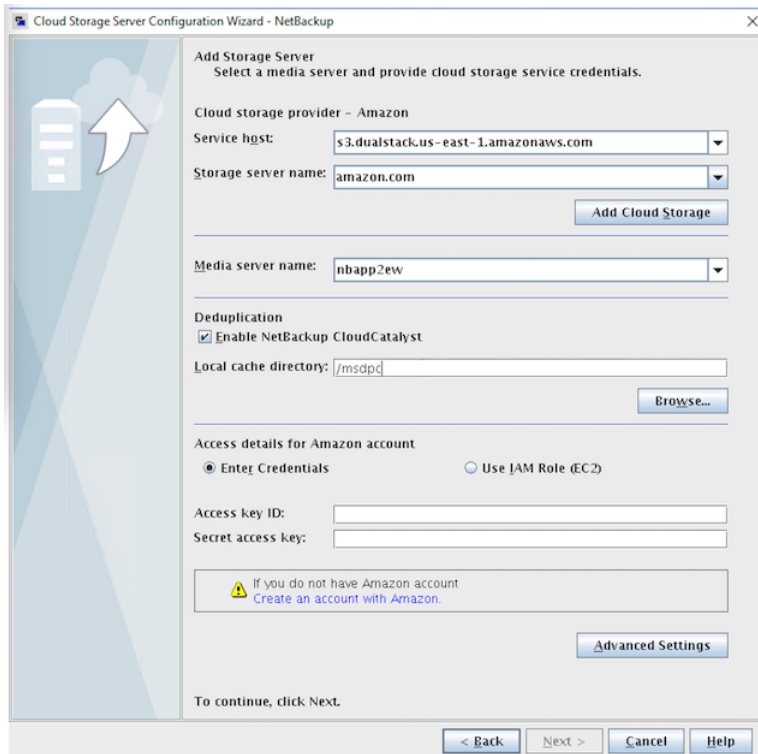 Cloud Storage Server Configuration Wizard - NetBackup
Add Storage Server
Select a media server and provide cloud storage service credentials.
Cloud storage provider - Amazon
Service host: s3.dualstack.us-east-1.amazonaws.com
Storage server name: amazon.com
Add Cloud Storage
Media server name: nbapp2ew
Deduplication
Enable NetBackup CloudCatalyst
Local cache directory: /msdpc
Browse...
Access details for Amazon account
Enter Credentials Use IAM Role (EC2)
Access key ID:
Secret access key:
If you do not have Amazon account
Create an account with Amazon.
Advanced Settings
To continue, click Next.
< Back Next > Cancel Help